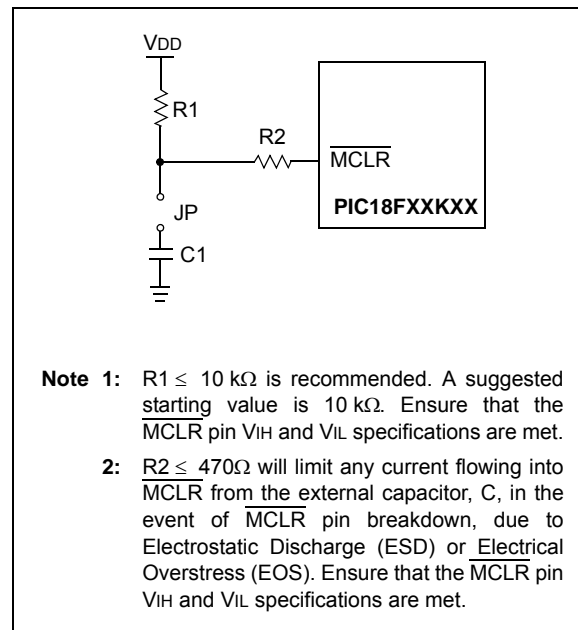 VDD
R1
R2
MCLR
JP
PIC18FXXKXX
C1
Note 1: R1 ≤ 10 kΩ is recommended. A suggested
starting value is 10 kΩ. Ensure that the
MCLR pin VIH and VIL specifications are met.
2: R2 ≤ 470Ω will limit any current flowing into
MCLR from the external capacitor, C, in the
event of MCLR pin breakdown, due to
Electrostatic Discharge (ESD) or Electrical
Overstress (EOS). Ensure that the MCLR pin
VIH and VIL specifications are met.